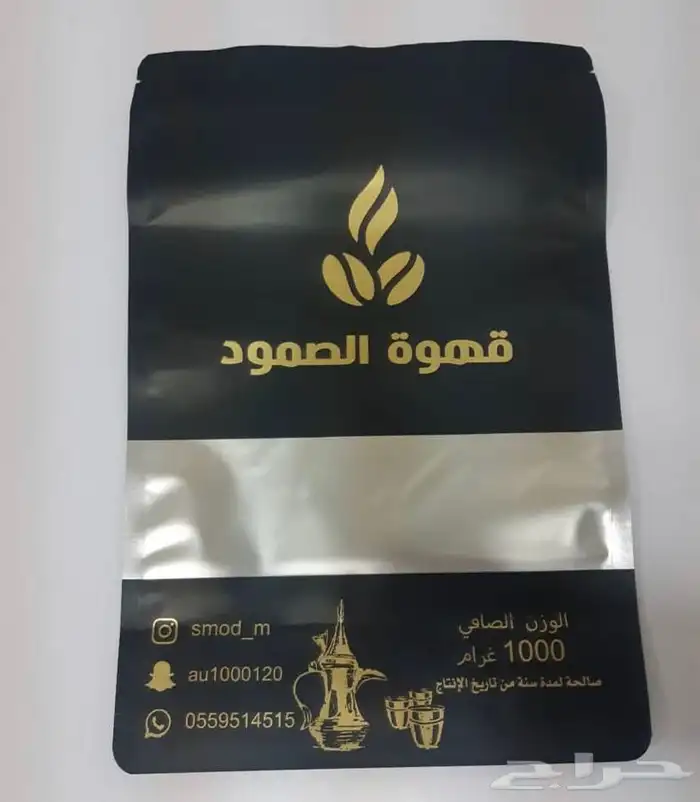 قهوة الصمود
smod_m
au1000120
0559514515
الوزن الصافي
1000 غرام
صالحة لمدة سنة من تاريخ الإنتاج
حراج